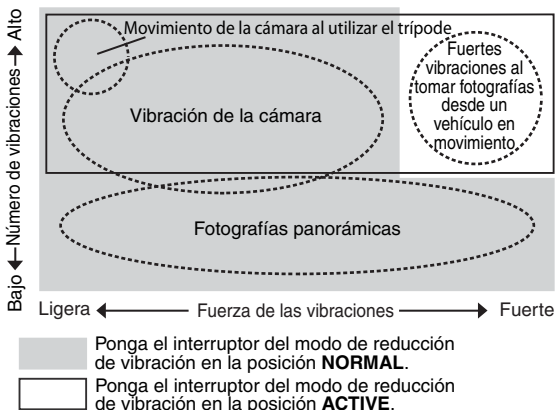 Movimiento de la cámara al utilizar el trípode
Fuertes
vibraciones al
tomar fotografías
desde un
vehículo en
movimiento
Vibración de la cámara
Fotografías panorámicas
Bajo ←Número de vibraciones→ Alto
Ligera ← Fuerza de las vibraciones → Fuerte
Ponga el interruptor del modo de reducción
de vibración en la posición NORMAL.
Ponga el interruptor del modo de reducción
de vibración en la posición ACTIVE.